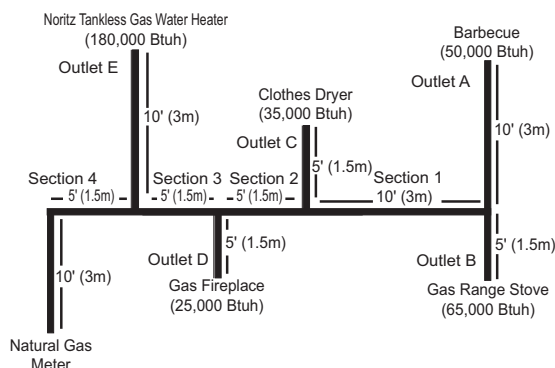 Noritz Tankless Gas Water Heater
(180,000 Btuh)
Outlet E
10' (3m)
Barbecue
(50,000 Btuh)
Outlet A
10' (3m)
Clothes Dryer
(35,000 Btuh)
Outlet C
5' (1.5m)
Section 4
5' (1.5m)
Section 3
5' (1.5m)
Section 2
5' (1.5m)
Section 1
10' (3m)
10' (3m)
Natural Gas
Meter
Outlet D
5' (1.5m)
Gas Fireplace
(25,000 Btuh)
5' (1.5m)
Outlet B
Gas Range Stove
(65,000 Btuh)